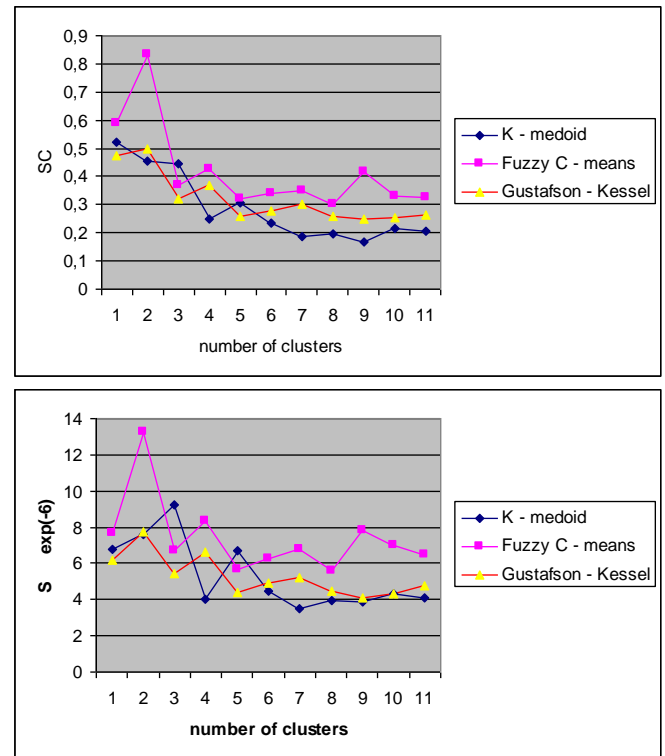 0,9
0,8
0,7
0,6
0,5
0,4
0,3
0,2
0,1
0
SC
1 2 3 4 5 6 7 8 9 10 11
number of clusters
K - medoid
Fuzzy C - means
Gustafson - Kessel
14
12
10
8
6
4
2
0
S exp(-6)
1 2 3 4 5 6 7 8 9 10 11
number of clusters
K - medoid
Fuzzy C - means
Gustafson - Kessel